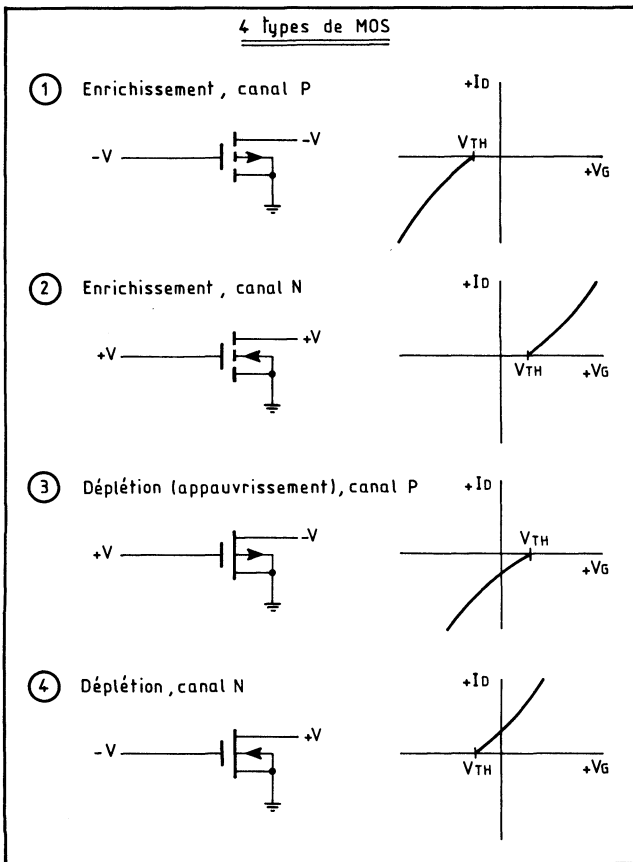 4 types de MOS
1 Enrichissement, canal P
-V
-V
+ID
VTH
+VG
2 Enrichissement, canal N
+V
+V
+ID
VTH
+VG
3 Déplétion (appauvrissement), canal P
+V
-V
+ID
VTH
+VG
4 Déplétion, canal N
-V
+V
+ID
VTH
+VG